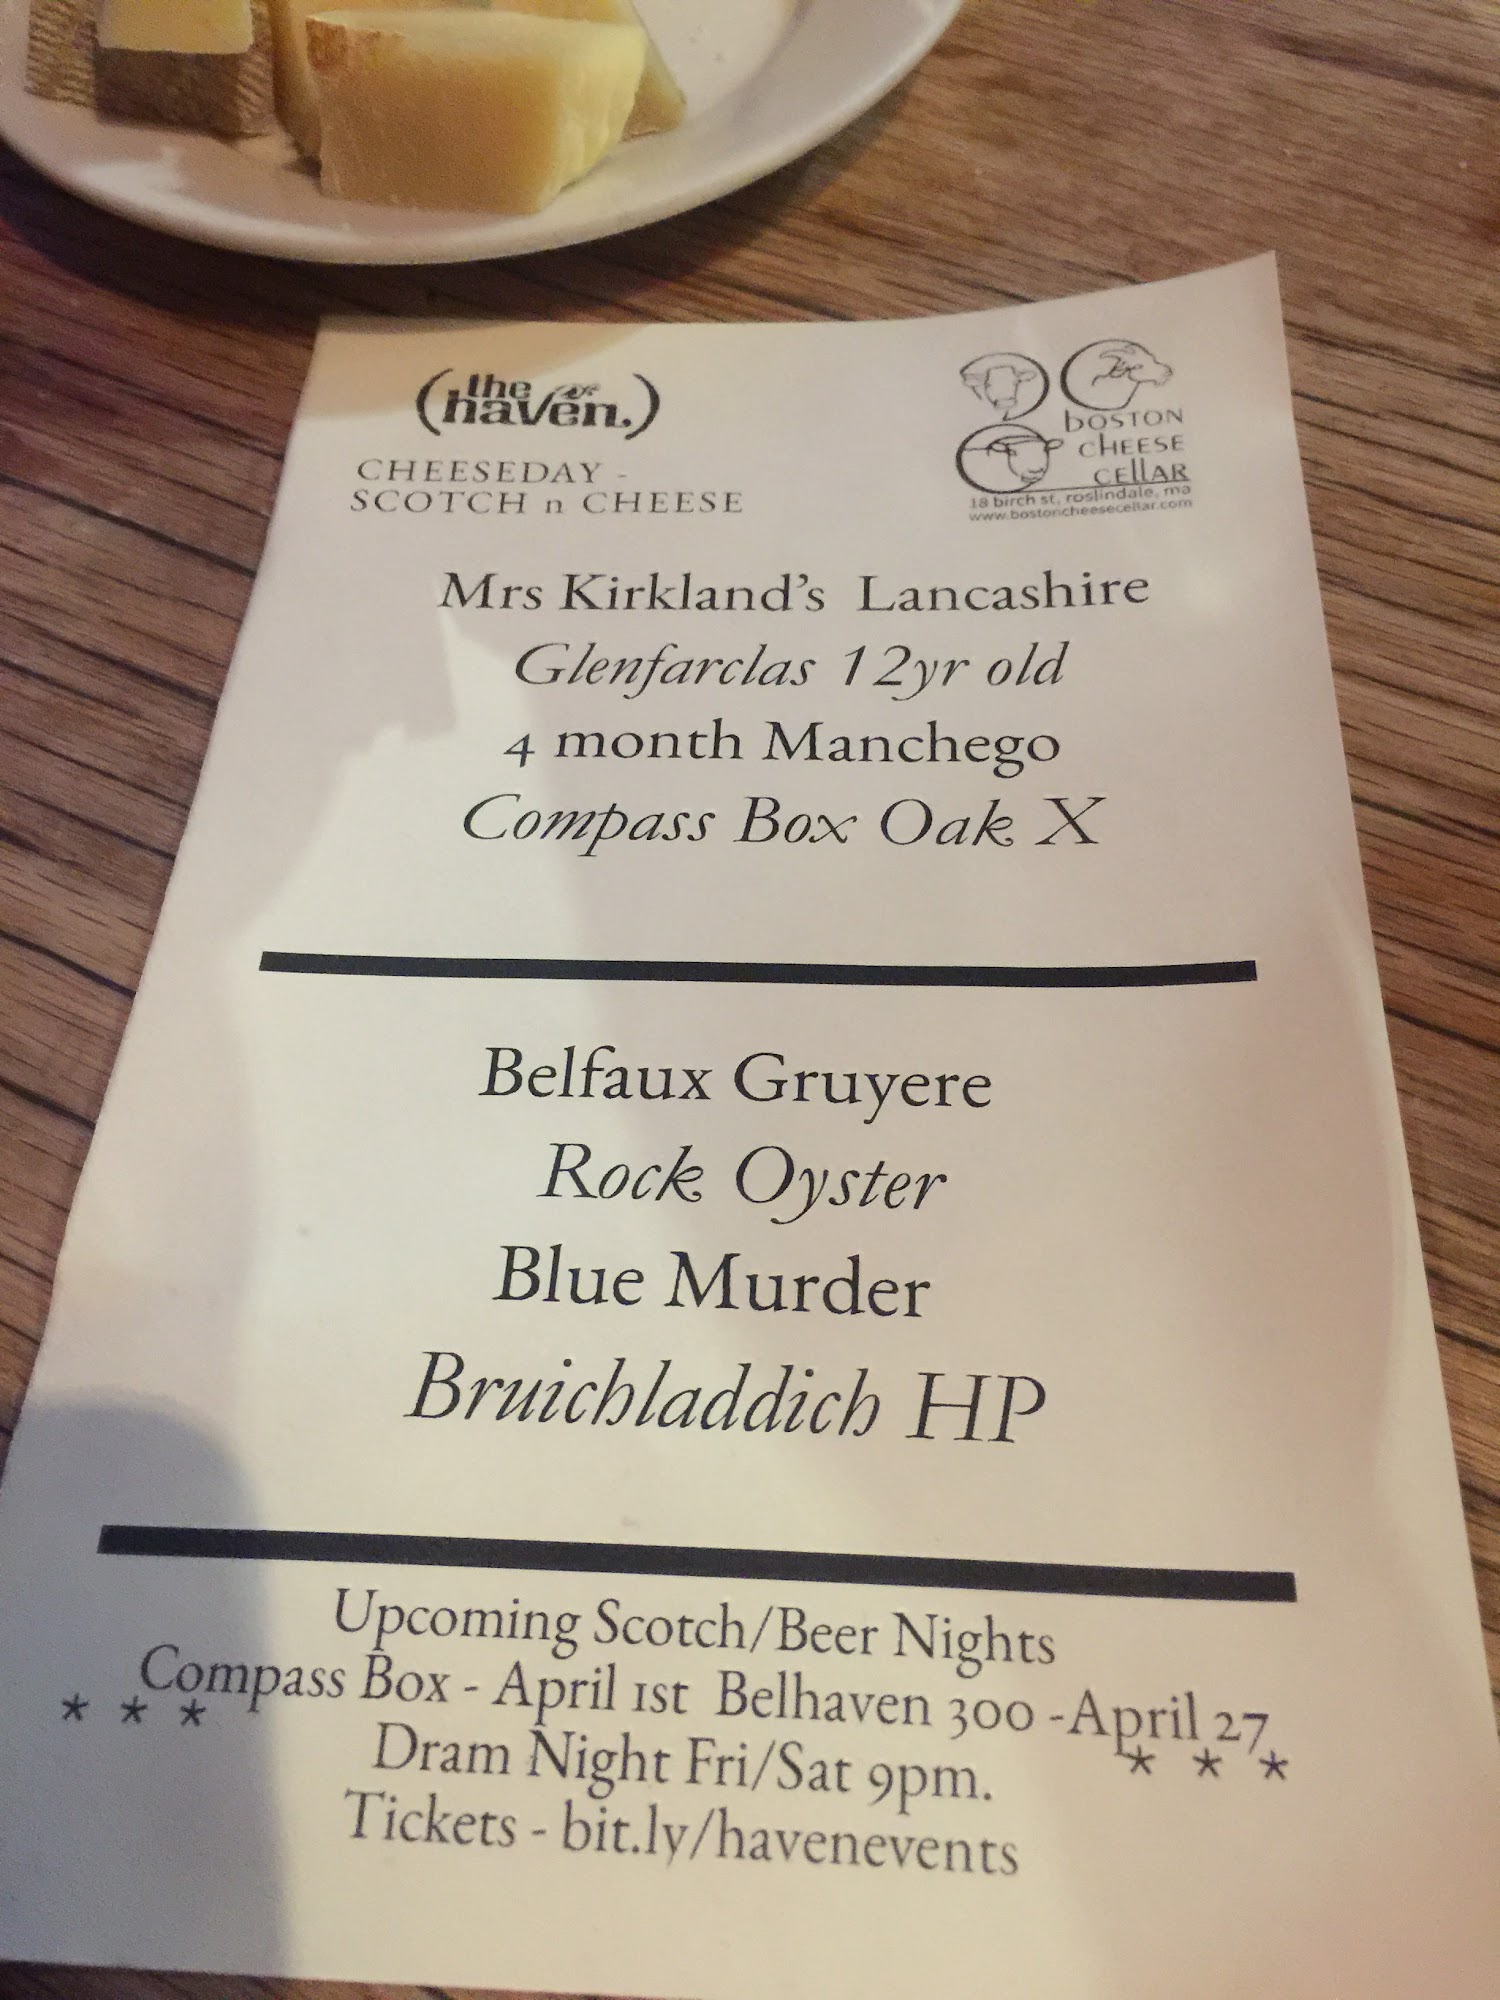 (the haven.)
CHEESEDAY -
SCOTCH n CHEESE
bOSTON
CHEESE
CEllAR
18 birch st, roslindale, ma
www.bostoncheesecellar.com
Mrs Kirkland's Lancashire
Glenfarclas 12yr old
4 month Manchego
Compass Box Oak X
Belfaux Gruyere
Rock Oyster
Blue Murder
Bruichladdich HP
Upcoming Scotch/Beer Nights
Compass Box - April 1st Belhaven 300 -April 27
* * * Dram Night Fri/Sat 9pm. * * *
Tickets - bit.ly/havenevents